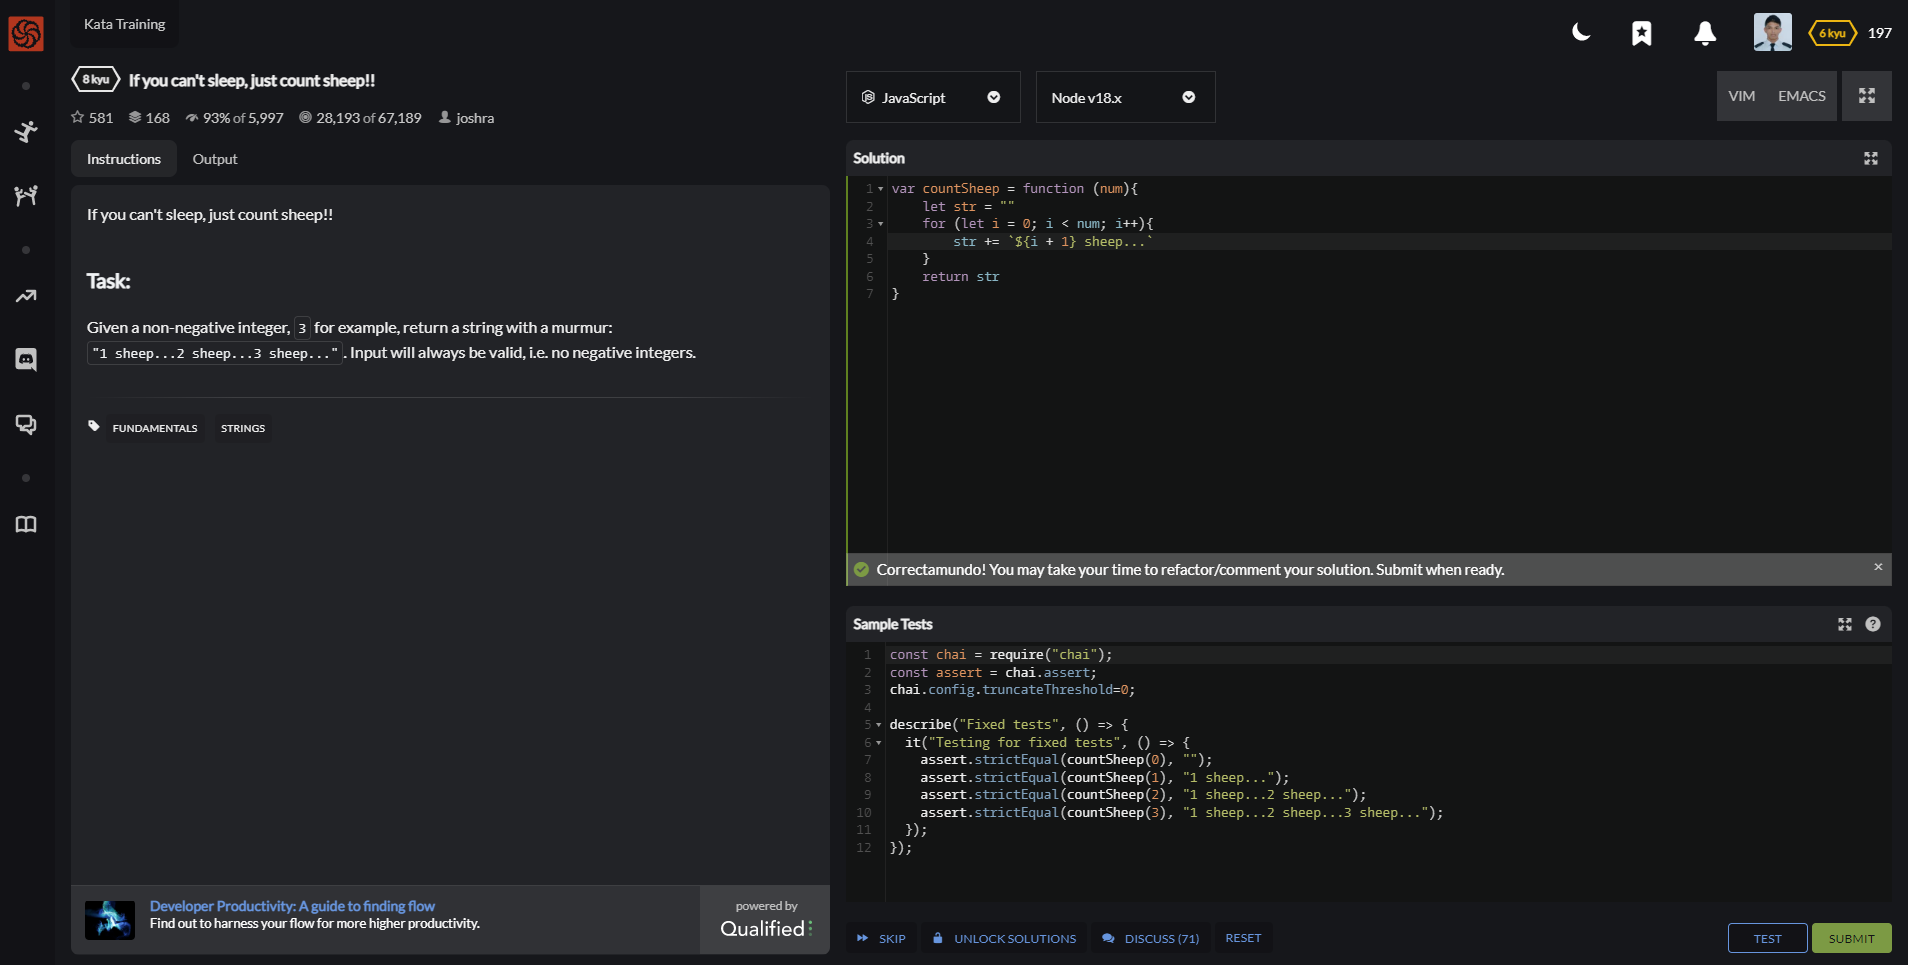 Kata Training
6 kyu
197
8 kyu
If you can't sleep, just count sheep!!
581
168
93% of 5,997
28,193 of 67,189
joshra
Instructions
Output
If you can't sleep, just count sheep!!
Task:
Given a non-negative integer, 3 for example, return a string with a murmur:
"1 sheep...2 sheep...3 sheep...". Input will always be valid, i.e. no negative integers.
FUNDAMENTALS
STRINGS
Developer Productivity: A guide to finding flow
Find out to harness your flow for more higher productivity.
powered by
Qualified
JavaScript
Node v18.x
VIM
EMACS
Solution
1 var countSheep = function (num){
2     let str = ""
3     for (let i = 0; i < num; i++){
4         str += `${i + 1} sheep...`
5     }
6     return str
7 }
Correctamundo! You may take your time to refactor/comment your solution. Submit when ready.
×
Sample Tests
?
1 const chai = require("chai");
2 const assert = chai.assert;
3 chai.config.truncateThreshold=0;
4
5 describe("Fixed tests", () => {
6   it("Testing for fixed tests", () => {
7     assert.strictEqual(countSheep(0), "");
8     assert.strictEqual(countSheep(1), "1 sheep...");
9     assert.strictEqual(countSheep(2), "1 sheep...2 sheep...");
10     assert.strictEqual(countSheep(3), "1 sheep...2 sheep...3 sheep...");
11   });
12 });
SKIP
UNLOCK SOLUTIONS
DISCUSS (71)
RESET
TEST
SUBMIT